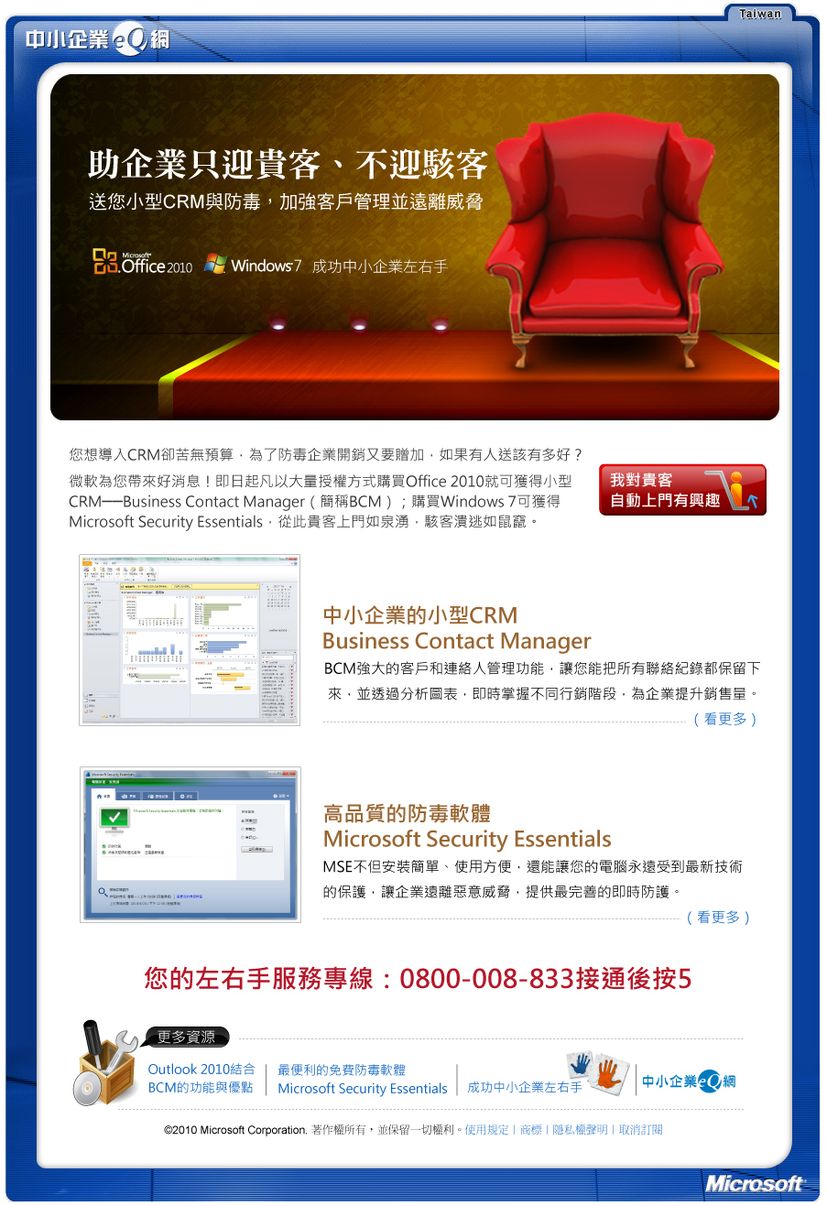 Taiwan
中小企業eQ網
助企業只迎貴客、不迎駭客
送您小型CRM與防毒，加強客戶管理並遠離威脅
Microsoft Office 2010 Windows 7 成功中小企業左右手
您想導入CRM卻苦無預算，為了防毒企業開銷又要贈加，如果有人送該有多好？
微軟為您帶來好消息！即日起凡以大量授權方式購買Office 2010就可獲得小型
CRM──Business Contact Manager（簡稱BCM）；購買Windows 7可獲得
Microsoft Security Essentials，從此貴客上門如泉湧，駭客潰逃如鼠竄。
我對貴客
自動上門有興趣
中小企業的小型CRM
Business Contact Manager
BCM強大的客戶和連絡人管理功能，讓您能把所有聯絡紀錄都保留下
來，並透過分析圖表，即時掌握不同行銷階段，為企業提升銷售量。
（看更多）
高品質的防毒軟體
Microsoft Security Essentials
MSE不但安裝簡單、使用方便，還能讓您的電腦永遠受到最新技術
的保護，讓企業遠離惡意威脅，提供最完善的即時防護。
（看更多）
您的左右手服務專線：0800-008-833接通後按5
更多資源
Outlook 2010結合
BCM的功能與優點
最便利的免費防毒軟體
Microsoft Security Essentials
成功中小企業左右手
中小企業eQ網
©2010 Microsoft Corporation. 著作權所有，並保留一切權利。使用規定 | 商標 | 隱私權聲明 | 取消訂閱
Microsoft